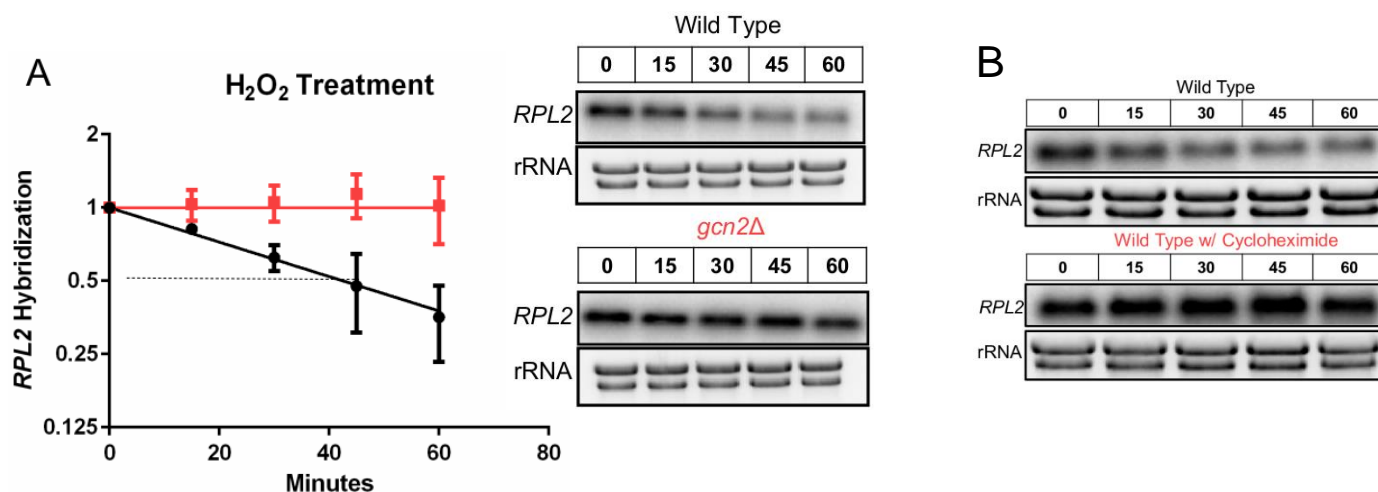 A
H₂O₂ Treatment
RPL2 Hybridization
2
1
0.5
0.25
0.125
0 20 40 60 80
Minutes
Wild Type
0 15 30 45 60
RPL2
rRNA
gcn2Δ
0 15 30 45 60
RPL2
rRNA
B
Wild Type
0 15 30 45 60
RPL2
rRNA
Wild Type w/ Cycloheximide
0 15 30 45 60
RPL2
rRNA